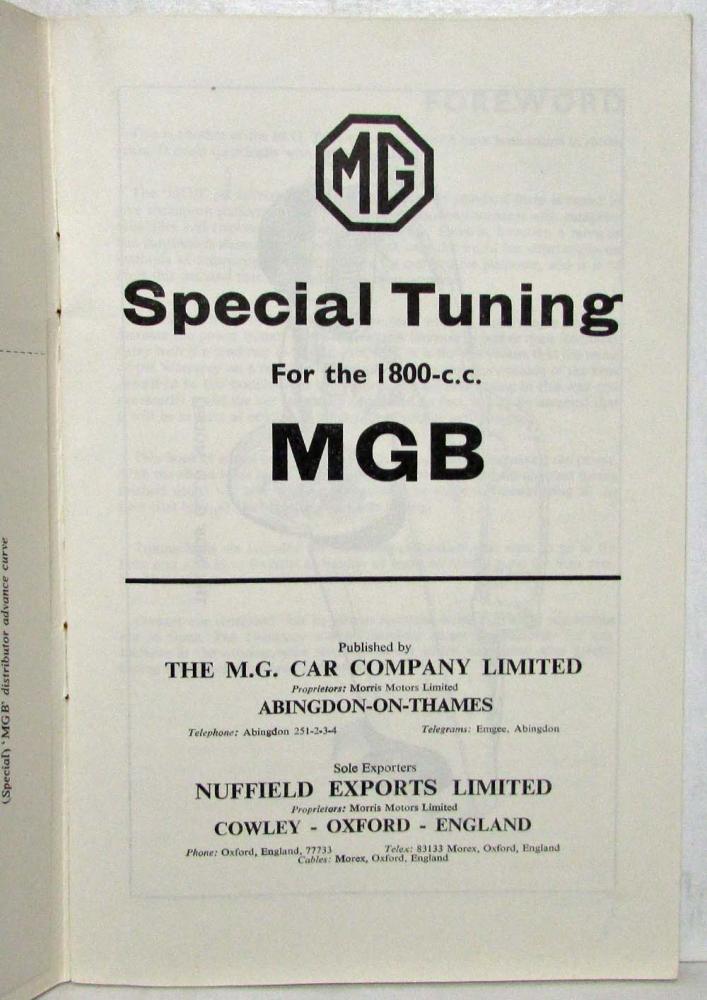 (Special) 'MGB' distributor advance curve
FOREWORD
MG
Special Tuning
For the 1800-c.c.
MGB
Published by
THE M.G. CAR COMPANY LIMITED
Proprietors: Morris Motors Limited
ABINGDON-ON-THAMES
Telephone: Abingdon 251-2-3-4 Telegrams: Emgee, Abingdon
Sole Exporters
NUFFIELD EXPORTS LIMITED
Proprietors: Morris Motors Limited
COWLEY - OXFORD - ENGLAND
Phone: Oxford, England, 77733 Telex: 83133 Morex, Oxford, England
Cables: Morex, Oxford, England